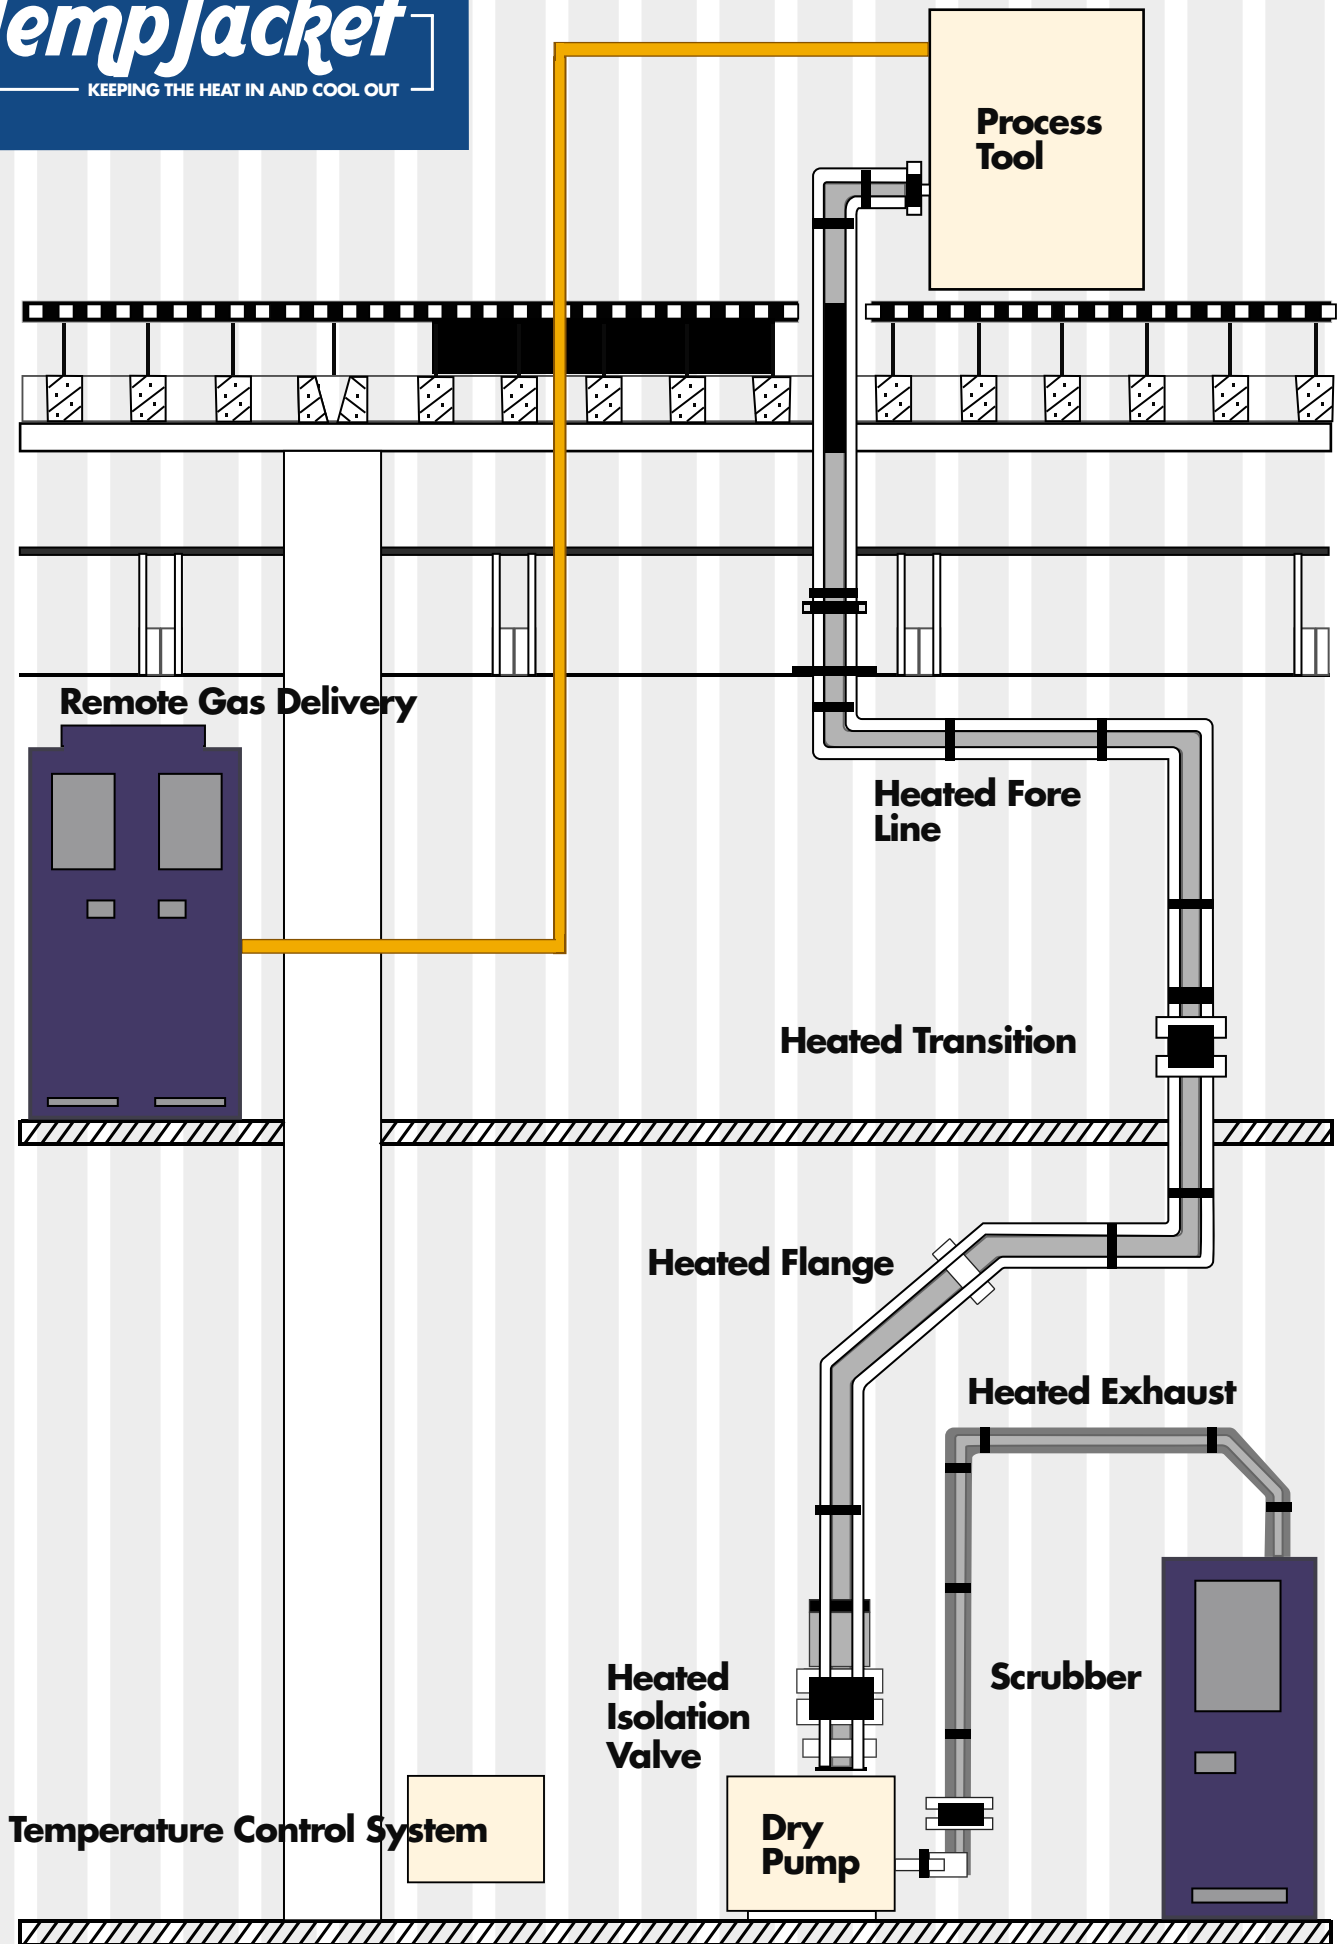 TempJacket
KEEPING THE HEAT IN AND COOL OUT
Process
Tool
Remote Gas Delivery
Heated Fore
Line
Heated Transition
Heated Flange
Heated Exhaust
Heated
Isolation
Valve
Scrubber
Temperature Control System
Dry
Pump